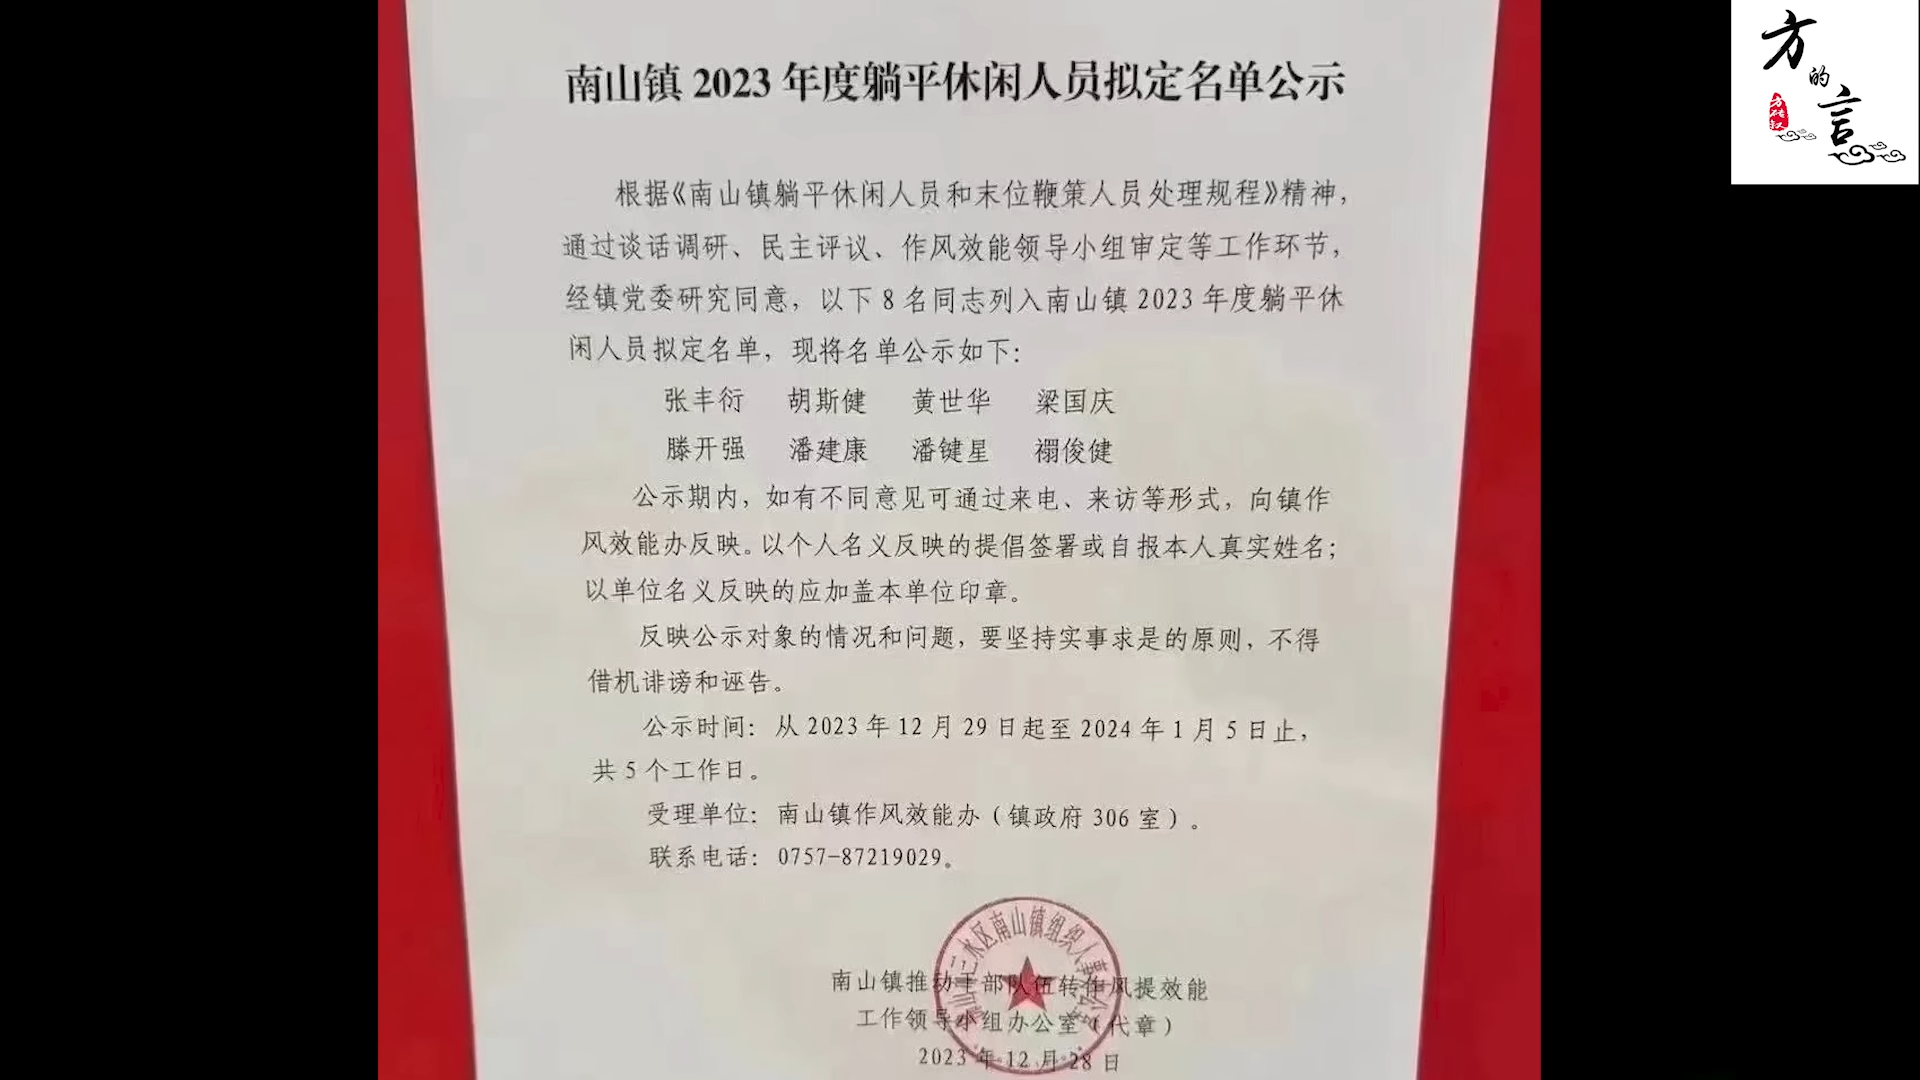 南山镇 2023 年度躺平休闲人员拟定名单公示
根据《南山镇躺平休闲人员和末位鞭策人员处理规程》精神，
通过谈话调研、民主评议、作风效能领导小组审定等工作环节，
经镇党委研究同意，以下 8 名同志列入南山镇 2023 年度躺平休
闲人员拟定名单，现将名单公示如下：
张丰衍 胡斯健 黄世华 梁国庆
滕开强 潘建康 潘键星 禤俊健
公示期内，如有不同意见可通过来电、来访等形式，向镇作
风效能办反映。以个人名义反映的提倡签署或自报本人真实姓名；
以单位名义反映的应加盖本单位印章。
反映公示对象的情况和问题，要坚持实事求是的原则，不得
借机诽谤和诬告。
公示时间：从 2023 年 12 月 29 日起至 2024 年 1 月 5 日止，
共 5 个工作日。
受理单位：南山镇作风效能办（镇政府 306 室）。
联系电话：0757-87219029。
南山镇推动干部队伍转作风提效能
工作领导小组办公室（代章）
2023 年 12 月 28 日
水区南山镇组织人事办公
方的言